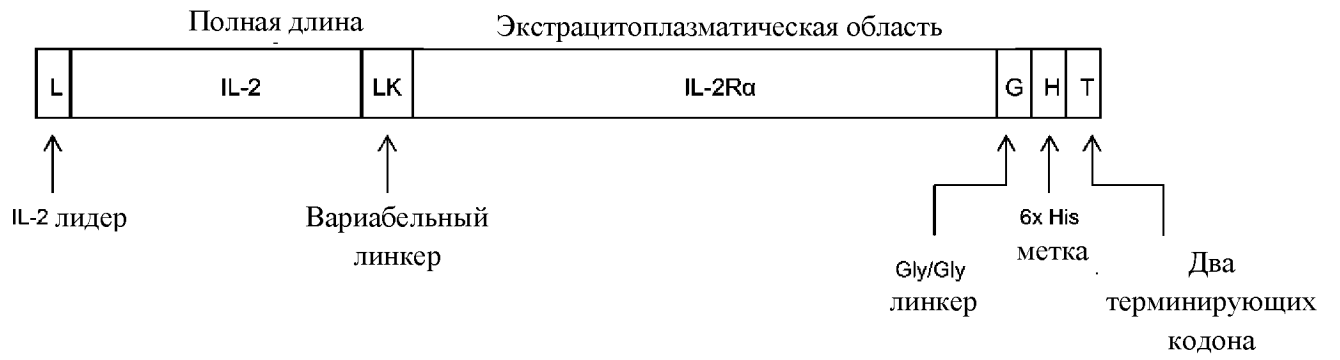 Полная длина
Экстрацитоплазматическая область
L IL-2 LK IL-2Rα G H T
IL-2 лидер
Вариабельный
линкер
Gly/Gly
линкер
6x His
метка
Два
терминирующих
кодона